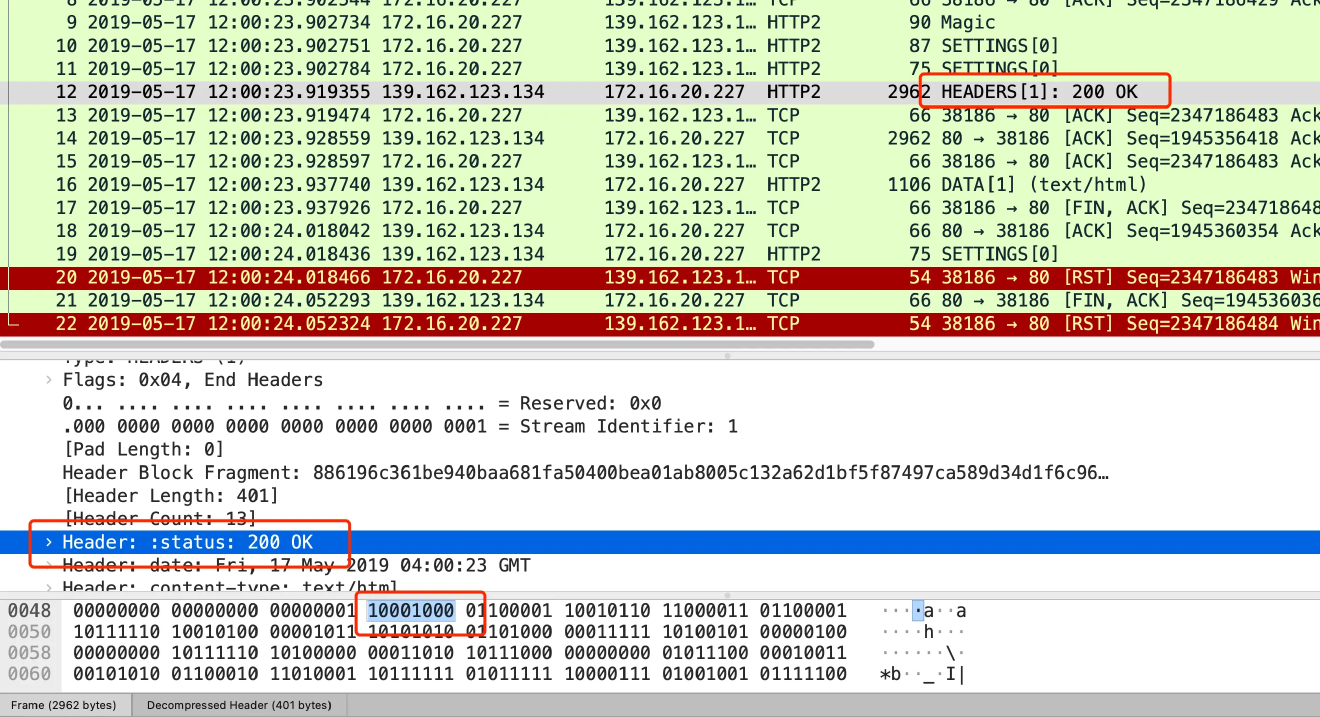 8 2019-05-17 12:00:23.902544 172.16.20.227 139.162.123.1… TCP 66 38186 → 80 [ACK] Seq=2347186429 Ack
9 2019-05-17 12:00:23.902734 172.16.20.227 139.162.123.1… HTTP2 90 Magic
10 2019-05-17 12:00:23.902751 172.16.20.227 139.162.123.1… HTTP2 87 SETTINGS[0]
11 2019-05-17 12:00:23.902784 172.16.20.227 139.162.123.1… HTTP2 75 SETTINGS[0]
12 2019-05-17 12:00:23.919355 139.162.123.134 172.16.20.227 HTTP2 2962 HEADERS[1]: 200 OK
13 2019-05-17 12:00:23.919474 172.16.20.227 139.162.123.1… TCP 66 38186 → 80 [ACK] Seq=2347186483 Ack
14 2019-05-17 12:00:23.928559 139.162.123.134 172.16.20.227 TCP 2962 80 → 38186 [ACK] Seq=1945356418 Ack
15 2019-05-17 12:00:23.928597 172.16.20.227 139.162.123.1… TCP 66 38186 → 80 [ACK] Seq=2347186483 Ack
16 2019-05-17 12:00:23.937740 139.162.123.134 172.16.20.227 HTTP2 1106 DATA[1] (text/html)
17 2019-05-17 12:00:23.937926 172.16.20.227 139.162.123.1… TCP 66 38186 → 80 [FIN, ACK] Seq=234718648
18 2019-05-17 12:00:24.018042 139.162.123.134 172.16.20.227 TCP 66 80 → 38186 [ACK] Seq=1945360354 Ack
19 2019-05-17 12:00:24.018436 139.162.123.134 172.16.20.227 HTTP2 75 SETTINGS[0]
20 2019-05-17 12:00:24.018466 172.16.20.227 139.162.123.1… TCP 54 38186 → 80 [RST] Seq=2347186483 Win
21 2019-05-17 12:00:24.052293 139.162.123.134 172.16.20.227 TCP 66 80 → 38186 [FIN, ACK] Seq=194536036
22 2019-05-17 12:00:24.052324 172.16.20.227 139.162.123.1… TCP 54 38186 → 80 [RST] Seq=2347186484 Win
Type: HEADERS (1)
Flags: 0x04, End Headers
0... .... .... .... .... .... .... .... = Reserved: 0x0
.000 0000 0000 0000 0000 0000 0000 0001 = Stream Identifier: 1
[Pad Length: 0]
Header Block Fragment: 886196c361be940baa681fa50400bea01ab8005c132a62d1bf5f87497ca589d34d1f6c96…
[Header Length: 401]
[Header Count: 13]
Header: :status: 200 OK
Header: date: Fri, 17 May 2019 04:00:23 GMT
Header: content-type: text/html
0048 00000000 00000000 00000001 10001000 01100001 10010110 11000011 01100001 ····a··a
0050 10111110 10010100 00001011 10101010 01101000 00011111 10100101 00000100 ····h···
0058 00000000 10111110 10100000 00011010 10111000 00000000 01011100 00010011 ······\·
0060 00101010 01100010 11010001 10111111 01011111 10000111 01001001 01111100 *b··_·I|
Frame (2962 bytes) Decompressed Header (401 bytes)